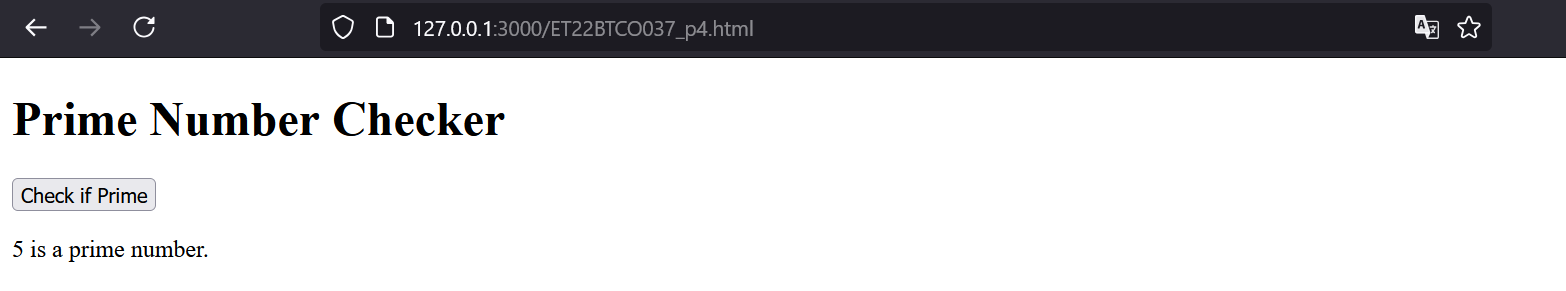 127.0.0.1:3000/ET22BTCO037_p4.html
Prime Number Checker
Check if Prime
5 is a prime number.